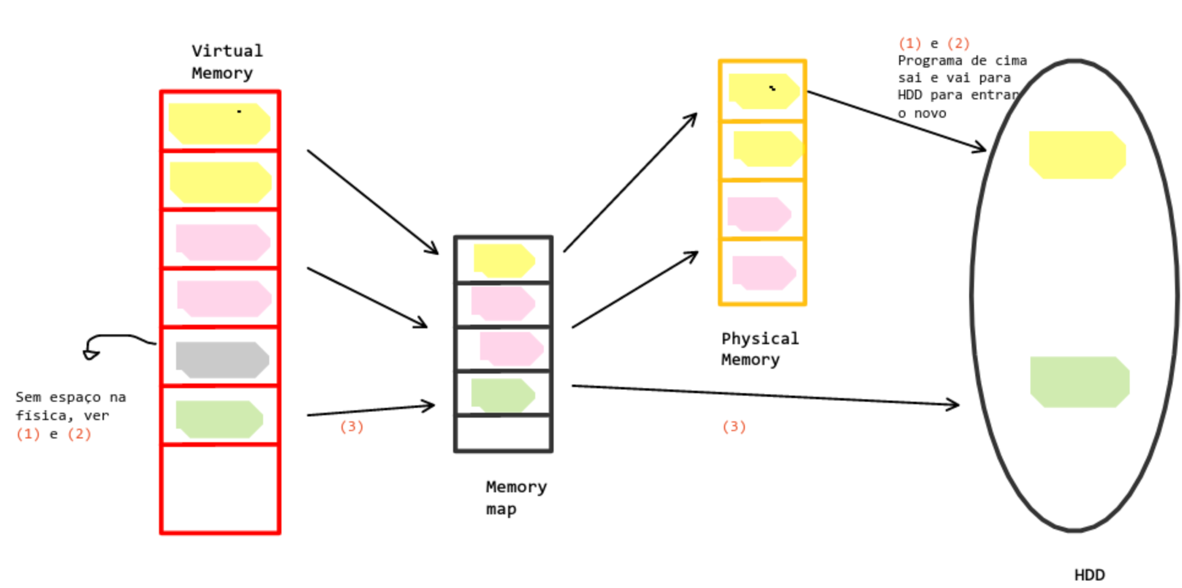 Virtual
Memory
Sem espaço na
física, ver
(1) e (2)
(3)
Memory
map
Physical
Memory
(3)
(1) e (2)
Programa de cima
sai e vai para
HDD para entrar
o novo
HDD